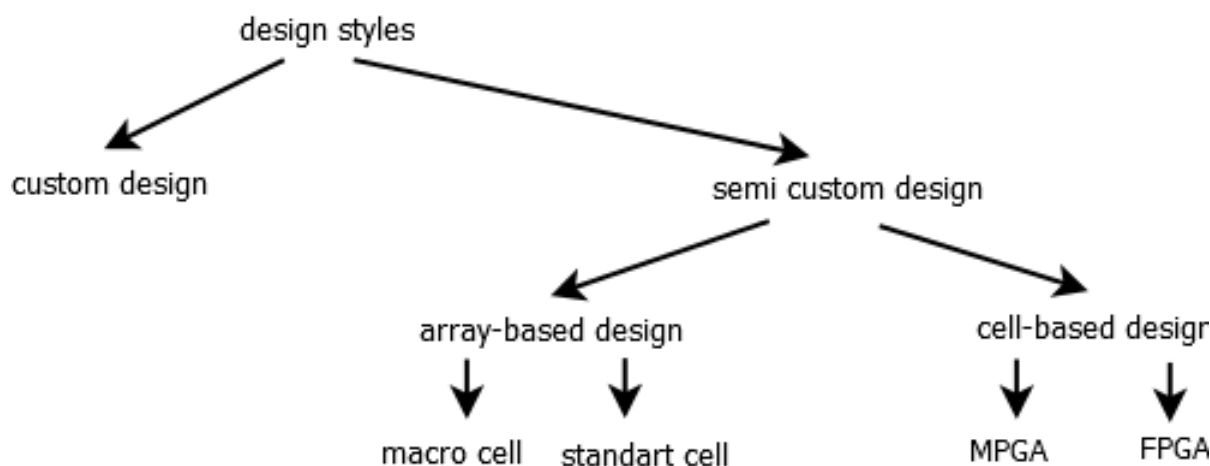 design styles
custom design
semi custom design
array-based design
cell-based design
macro cell
standart cell
MPGA
FPGA